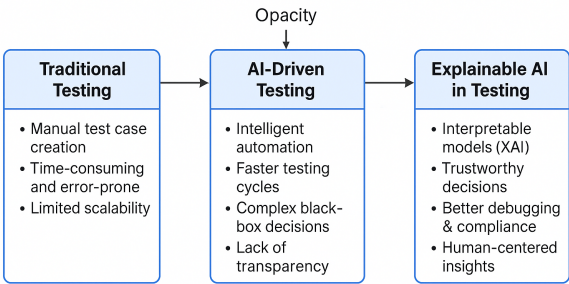 Opacity
Traditional
Testing
• Manual test case
creation
• Time-consuming
and error-prone
• Limited scalability
AI-Driven
Testing
• Intelligent
automation
• Faster testing
cycles
• Complex black-
box decisions
• Lack of
transparency
Explainable AI
in Testing
• Interpretable
models (XAI)
• Trustworthy
decisions
• Better debugging
& compliance
• Human-centered
insights